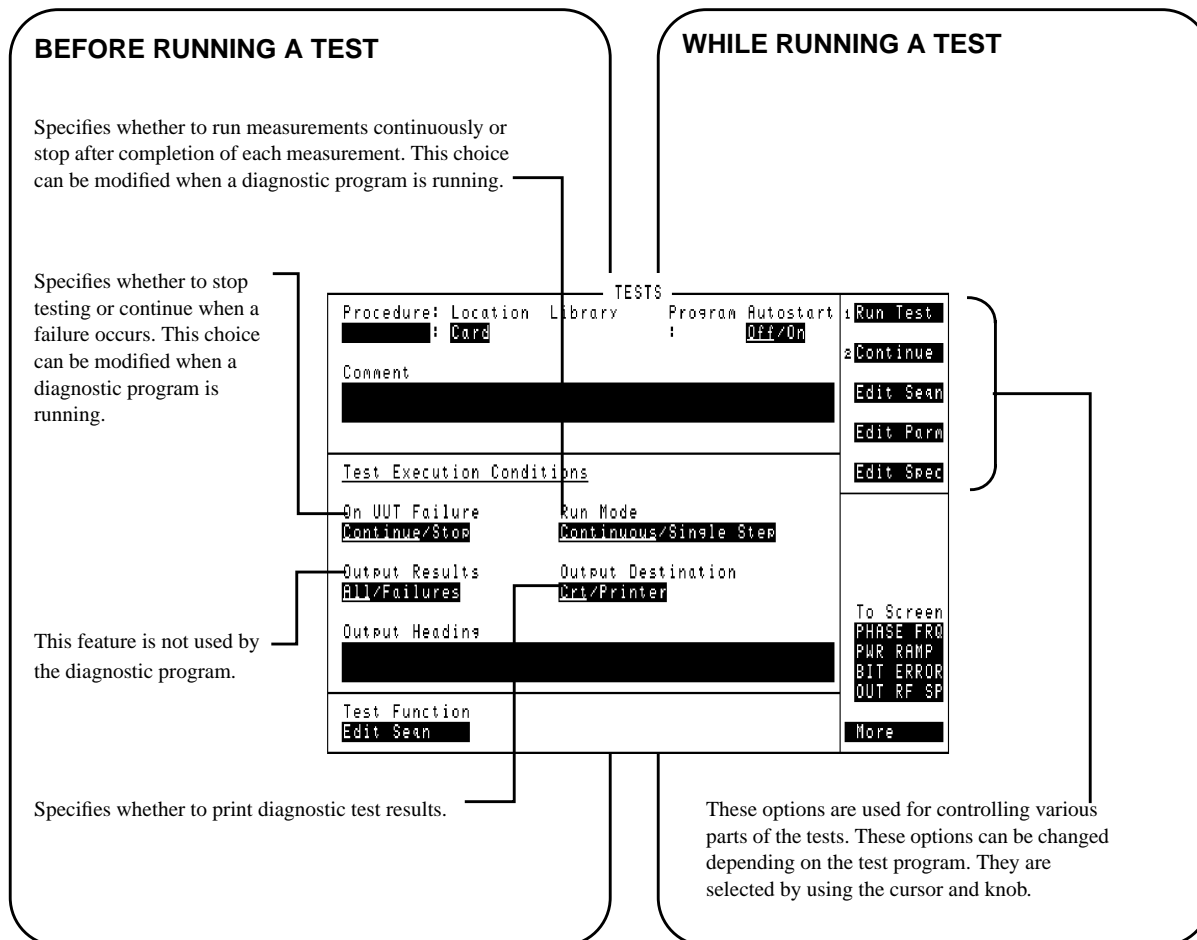 BEFORE RUNNING A TEST
Specifies whether to run measurements continuously or
stop after completion of each measurement. This choice
can be modified when a diagnostic program is running.
Specifies whether to stop
testing or continue when a
failure occurs. This choice
can be modified when a
diagnostic program is
running.
This feature is not used by
the diagnostic program.
Specifies whether to print diagnostic test results.
WHILE RUNNING A TEST
TESTS
Procedure: Location Library Program Autostart
: Card : Off/On
Comment
Test Execution Conditions
On UUT Failure Run Mode
Continue/Stop Continuous/Single Step
Output Results Output Destination
All/Failures Crt/Printer
Output Heading
Test Function
Edit Seqn
1 Run Test
2 Continue
Edit Seqn
Edit Parm
Edit Spec
To Screen
PHASE FRQ
PWR RAMP
BIT ERROR
OUT RF SP
More
These options are used for controlling various
parts of the tests. These options can be changed
depending on the test program. They are
selected by using the cursor and knob.